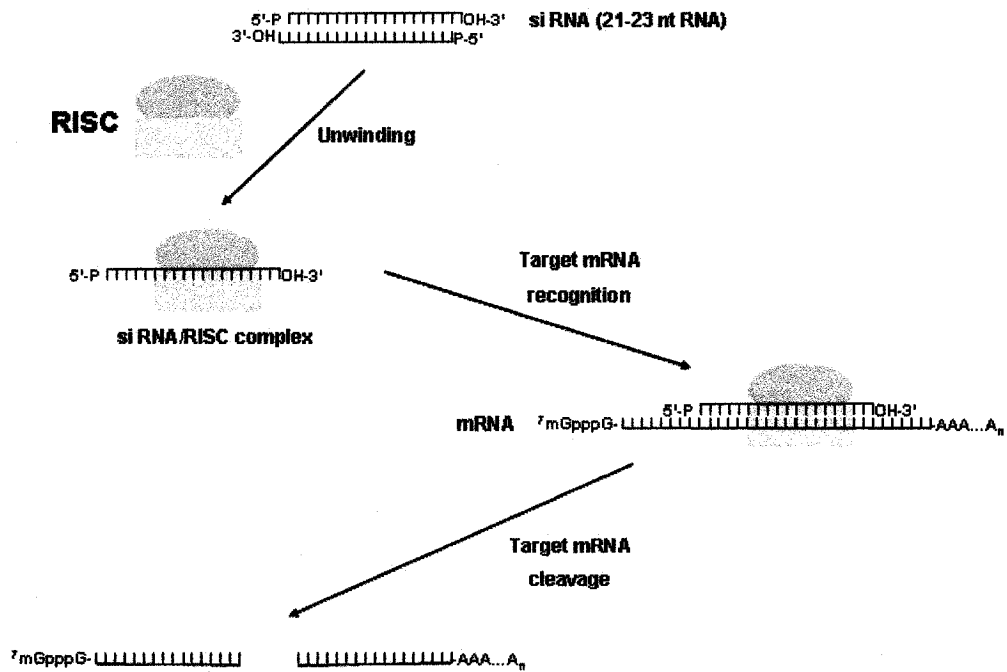 5'-P OH-3' si RNA (21-23 nt RNA)
3'-OH P-5'
RISC
Unwinding
5'-P OH-3'
si RNA/RISC complex
Target mRNA
recognition
5'-P OH-3'
mRNA ⁷mGpppG- -AAA...Aₙ
Target mRNA
cleavage
⁷mGpppG- -AAA...Aₙ